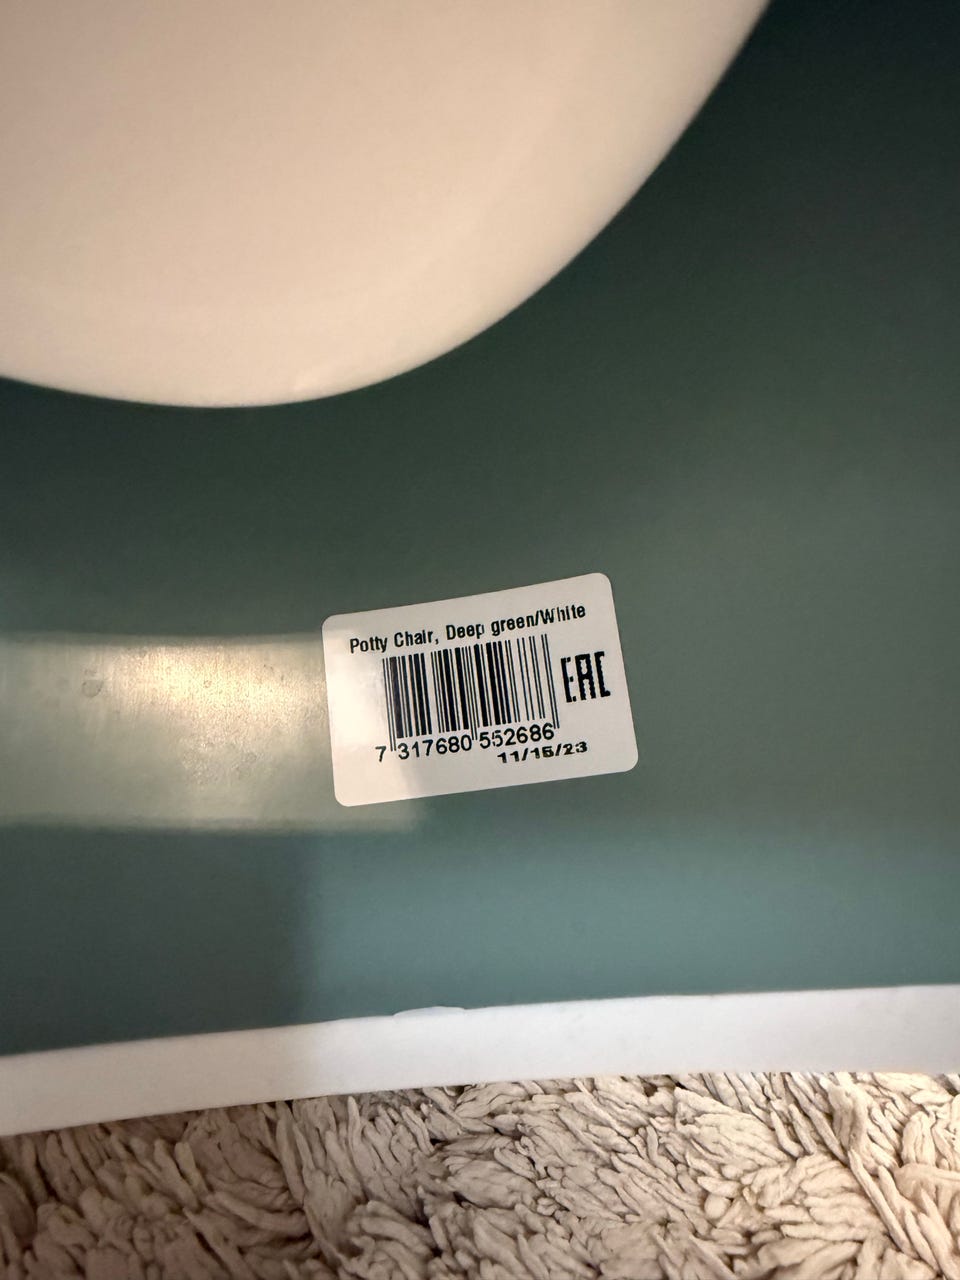 Potty Chair, Deep green/White
EAC
7 317680 552686
11/15/23